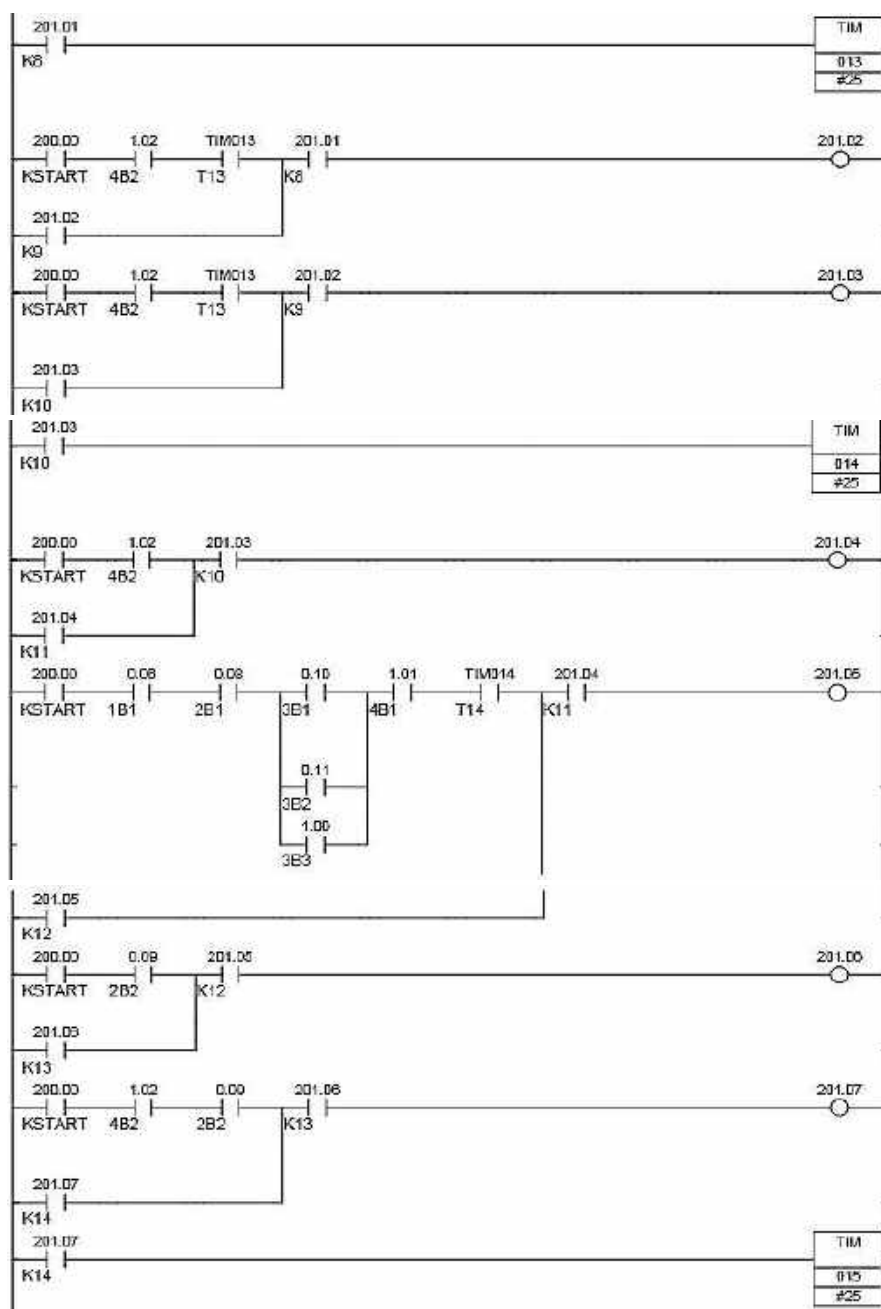 201.01
K8
TIM
013
#25
200.00 1.02 TIM013 201.01 201.02
KSTART 4B2 T13 K8
201.02
K9
200.00 1.02 TIM013 201.02 201.03
KSTART 4B2 T13 K9
201.03
K10
201.03
K10
TIM
014
#25
200.00 1.02 201.03 201.04
KSTART 4B2 K10
201.04
K11
200.00 0.06 0.08 0.10 1.01 TIM014 201.04 201.05
KSTART 1B1 2B1 3B1 4B1 T14 K11
0.11
3B2
1.00
3B3
201.05
K12
200.00 0.09 201.05 201.06
KSTART 2B2 K12
201.06
K13
200.00 1.02 0.09 201.06 201.07
KSTART 4B2 2B2 K13
201.07
K14
201.07
K14
TIM
015
#25